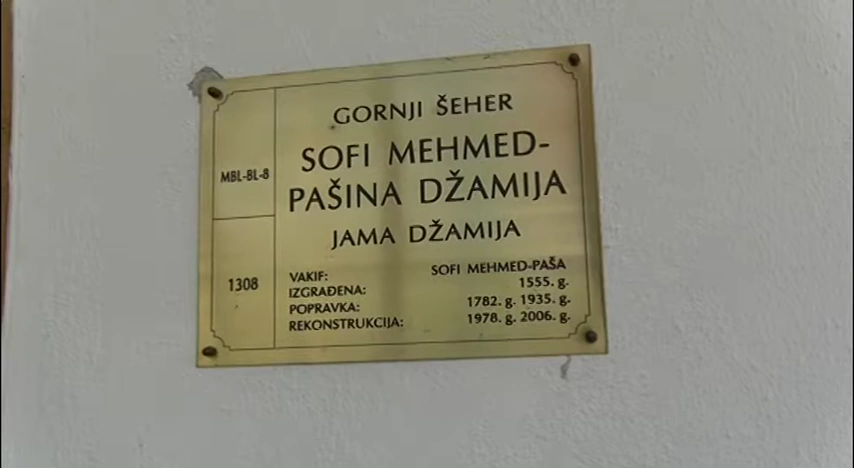 GORNJI ŠEHER
SOFI MEHMED-
PAŠINA DŽAMIJA
JAMA DŽAMIJA
MBL-BL-8
1308
VAKIF: SOFI MEHMED-PAŠA
IZGRAĐENA: 1555. g.
POPRAVKA: 1782. g. 1935. g.
REKONSTRUKCIJA: 1978. g. 2006. g.